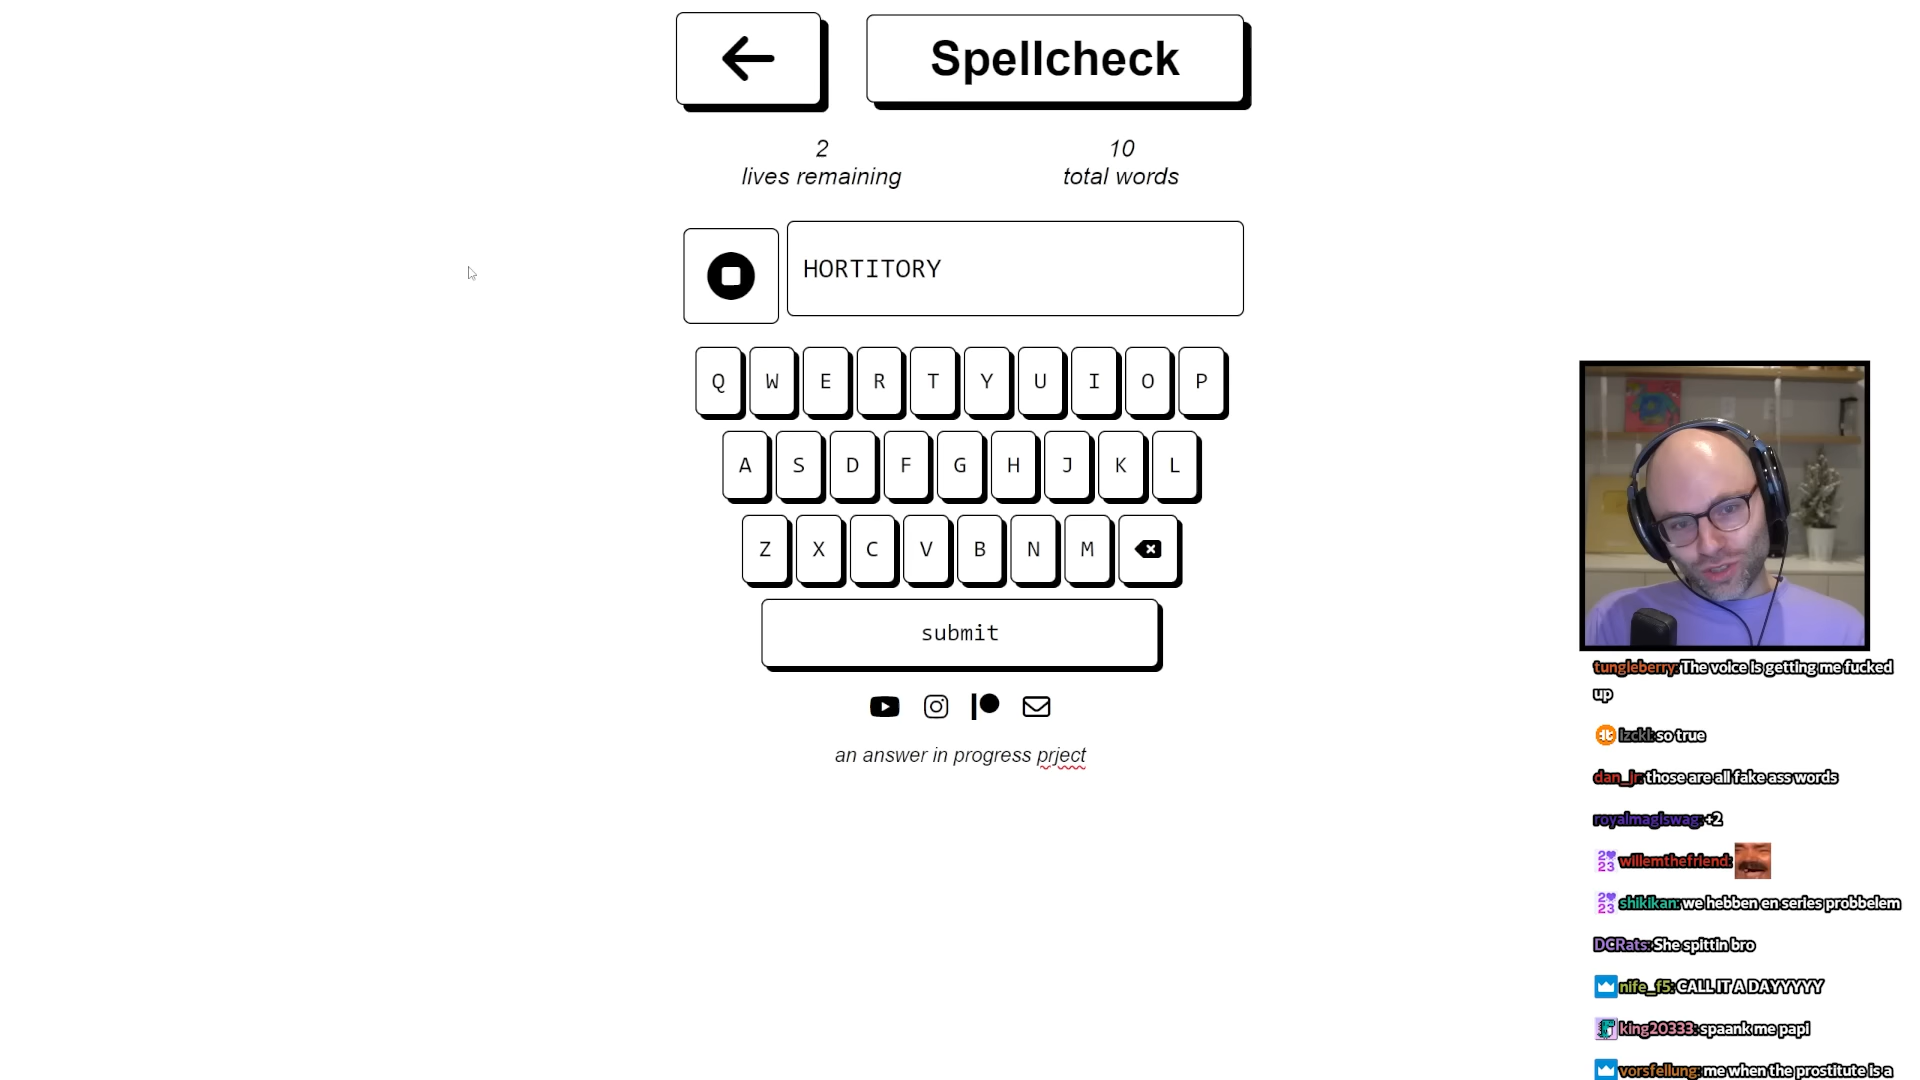 Spellcheck
2
lives remaining
10
total words
HORTITORY
Q W E R T Y U I O P
A S D F G H J K L
Z X C V B N M
submit
an answer in progress prject
tungleberry: The voice is getting me fucked
up
lzckl: so true
dan_jr: those are all fake ass words
royalmagiswag: +2
willemthefriend:
shikikan: we hebben en series probbelem
DCRats: She spittin bro
nife_f5: CALL IT A DAYYYYY
king20333: spaank me papi
vorsfellung: me when the prostitute is a